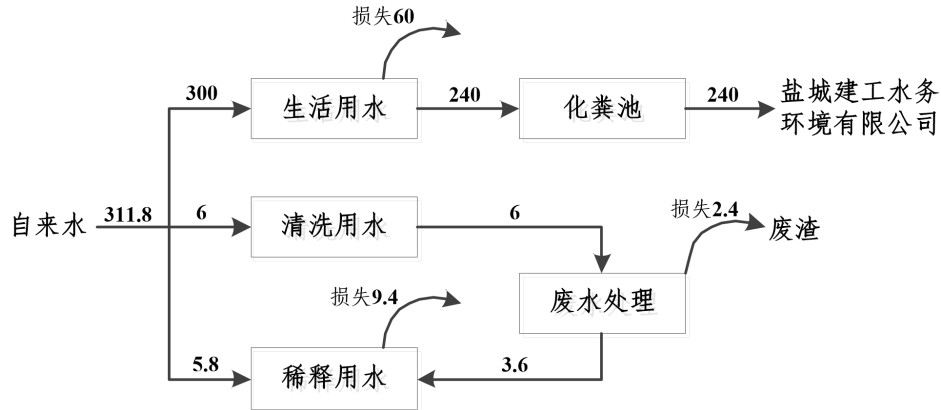 损失60
300
生活用水
240
化粪池
240
盐城建工水务
环境有限公司
自来水
311.8
6
清洗用水
6
损失2.4
废渣
损失9.4
废水处理
5.8
稀释用水
3.6